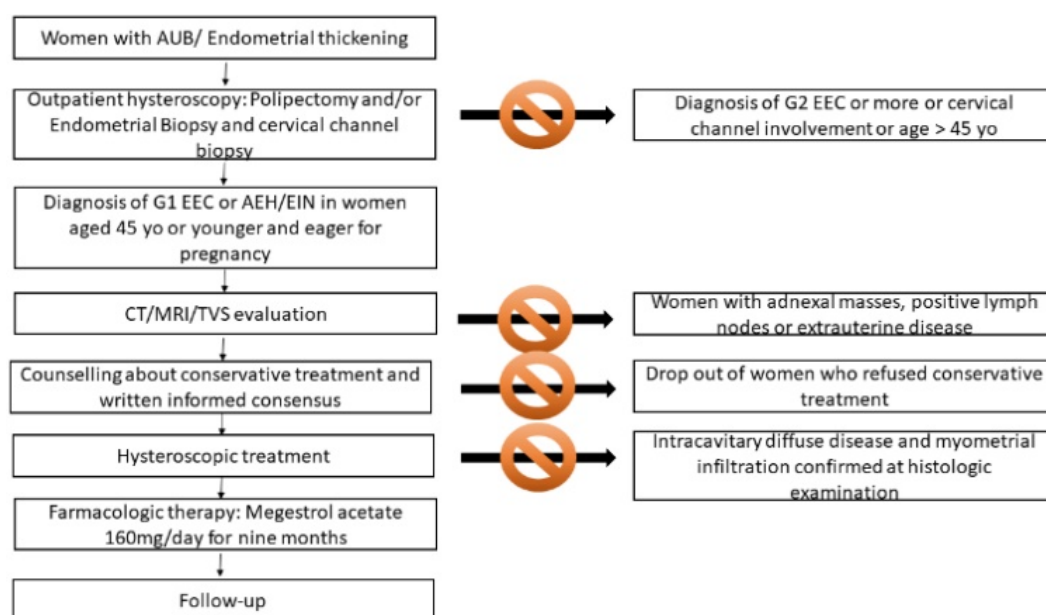 Women with AUB/ Endometrial thickening
Outpatient hysteroscopy: Polipectomy and/or
Endometrial Biopsy and cervical channel
biopsy
Diagnosis of G2 EEC or more or cervical
channel involvement or age > 45 yo
Diagnosis of G1 EEC or AEH/EIN in women
aged 45 yo or younger and eager for
pregnancy
CT/MRI/TVS evaluation
Women with adnexal masses, positive lymph
nodes or extrauterine disease
Counselling about conservative treatment and
written informed consensus
Drop out of women who refused conservative
treatment
Hysteroscopic treatment
Intracavitary diffuse disease and myometrial
infiltration confirmed at histologic
examination
Farmacologic therapy: Megestrol acetate
160mg/day for nine months
Follow-up